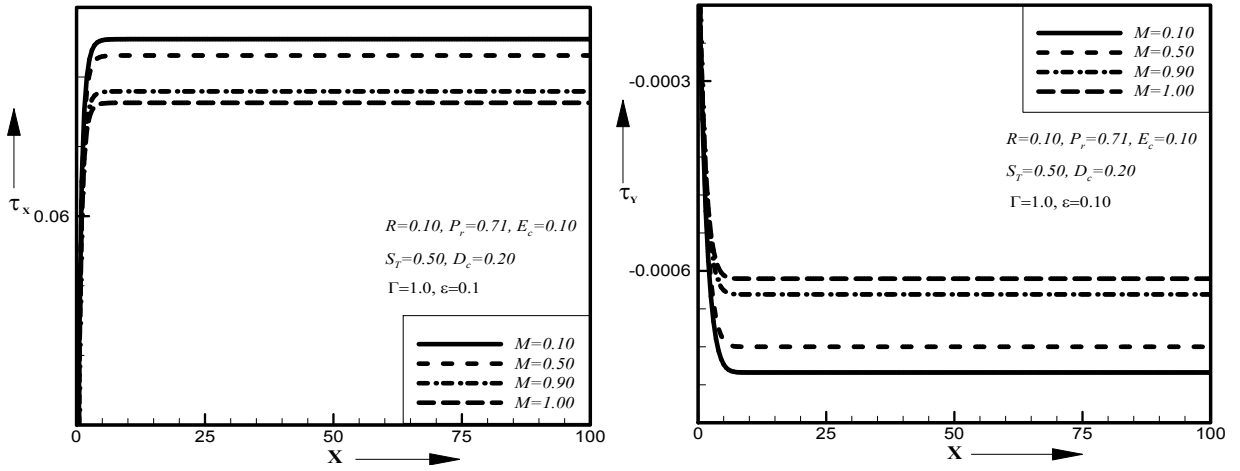 τx
0.06
R=0.10, Pr=0.71, Ec=0.10
ST=0.50, Dc=0.20
Γ=1.0, ε=0.1
M=0.10
M=0.50
M=0.90
M=1.00
0 25 50 75 100
X
M=0.10
M=0.50
M=0.90
M=1.00
-0.0003
τY
R=0.10, Pr=0.71, Ec=0.10
ST=0.50, Dc=0.20
Γ=1.0, ε=0.10
-0.0006
0 25 50 75 100
X